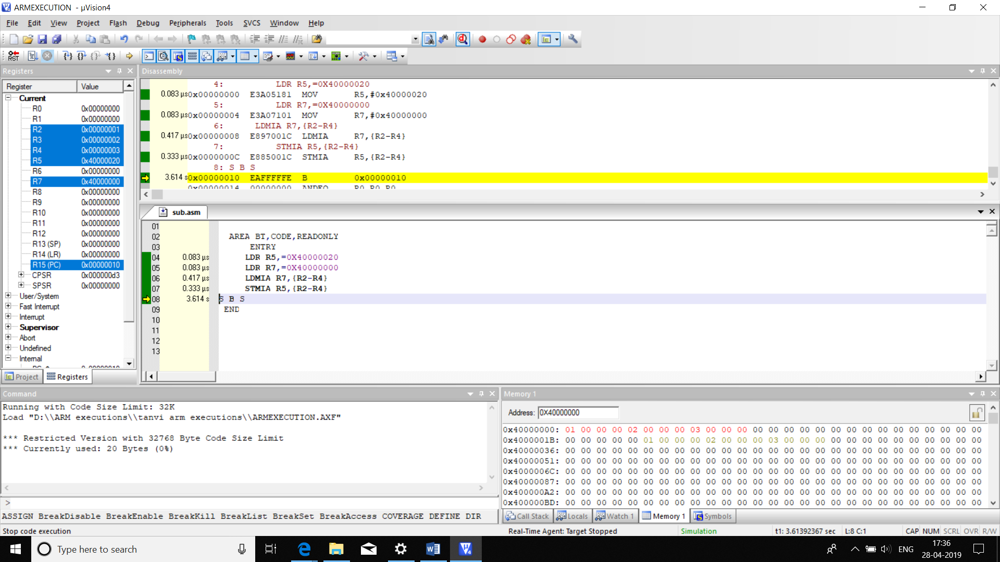 ARMEXECUTION - µVision4
File Edit View Project Flash Debug Peripherals Tools SVCS Window Help
RST
Registers
Register Value
Current
R0 0x00000000
R1 0x00000000
R2 0x00000001
R3 0x00000002
R4 0x00000003
R5 0x40000020
R6 0x00000000
R7 0x40000000
R8 0x00000000
R9 0x00000000
R10 0x00000000
R11 0x00000000
R12 0x00000000
R13 (SP) 0x00000000
R14 (LR) 0x00000000
R15 (PC) 0x00000010
CPSR 0x000000d3
SPSR 0x00000000
User/System
Fast Interrupt
Interrupt
Supervisor
Abort
Undefined
Internal
Project Registers
Disassembly
4: LDR R5,=0X40000020
0.083 µs0x00000000 E3A05181 MOV R5,#0x40000020
5: LDR R7,=0X40000000
0.083 µs0x00000004 E3A07101 MOV R7,#0x40000000
6: LDMIA R7,{R2-R4}
0.417 µs0x00000008 E897001C LDMIA R7,{R2-R4}
7: STMIA R5,{R2-R4}
0.333 µs0x0000000C E885001C STMIA R5,{R2-R4}
8: S B S
3.614 s0x00000010 EAFFFFFE B 0x00000010
0x00000014 00000000 ANDEQ R0,R0,R0
sub.asm
01
02 AREA BT,CODE,READONLY
03 ENTRY
04 0.083 µs LDR R5,=0X40000020
05 0.083 µs LDR R7,=0X40000000
06 0.417 µs LDMIA R7,{R2-R4}
07 0.333 µs STMIA R5,{R2-R4}
08 3.614 s S B S
09 END
10
11
12
13
Command
Running with Code Size Limit: 32K
Load "D:\\ARM executions\\tanvi arm executions\\ARMEXECUTION.AXF"
*** Restricted Version with 32768 Byte Code Size Limit
*** Currently used: 20 Bytes (0%)
>
ASSIGN BreakDisable BreakEnable BreakKill BreakList BreakSet BreakAccess COVERAGE DEFINE DIR
Memory 1
Address: 0X40000000
0x40000000: 01 00 00 00 02 00 00 00 03 00 00 00 00 00 00 00 00 00 00 00 00 00 00 00 00 00 00
0x4000001B: 00 00 00 00 00 01 00 00 00 02 00 00 00 03 00 00 00 00 00 00 00 00 00 00 00 00 00
0x40000036: 00 00 00 00 00 00 00 00 00 00 00 00 00 00 00 00 00 00 00 00 00 00 00 00 00 00 00
0x40000051: 00 00 00 00 00 00 00 00 00 00 00 00 00 00 00 00 00 00 00 00 00 00 00 00 00 00 00
0x4000006C: 00 00 00 00 00 00 00 00 00 00 00 00 00 00 00 00 00 00 00 00 00 00 00 00 00 00 00
0x40000087: 00 00 00 00 00 00 00 00 00 00 00 00 00 00 00 00 00 00 00 00 00 00 00 00 00 00 00
0x400000A2: 00 00 00 00 00 00 00 00 00 00 00 00 00 00 00 00 00 00 00 00 00 00 00 00 00 00 00
0x400000BD: 00 00 00 00 00 00 00 00 00 00 00 00 00 00 00 00 00 00 00 00 00 00 00 00 00 00 00
Call Stack Locals Watch 1 Memory 1 Symbols
Stop code execution Real-Time Agent: Target Stopped Simulation t1: 3.61392367 sec L:8 C:1 CAP NUM SCRL OVR R/W
Type here to search ENG 17:36
28-04-2019